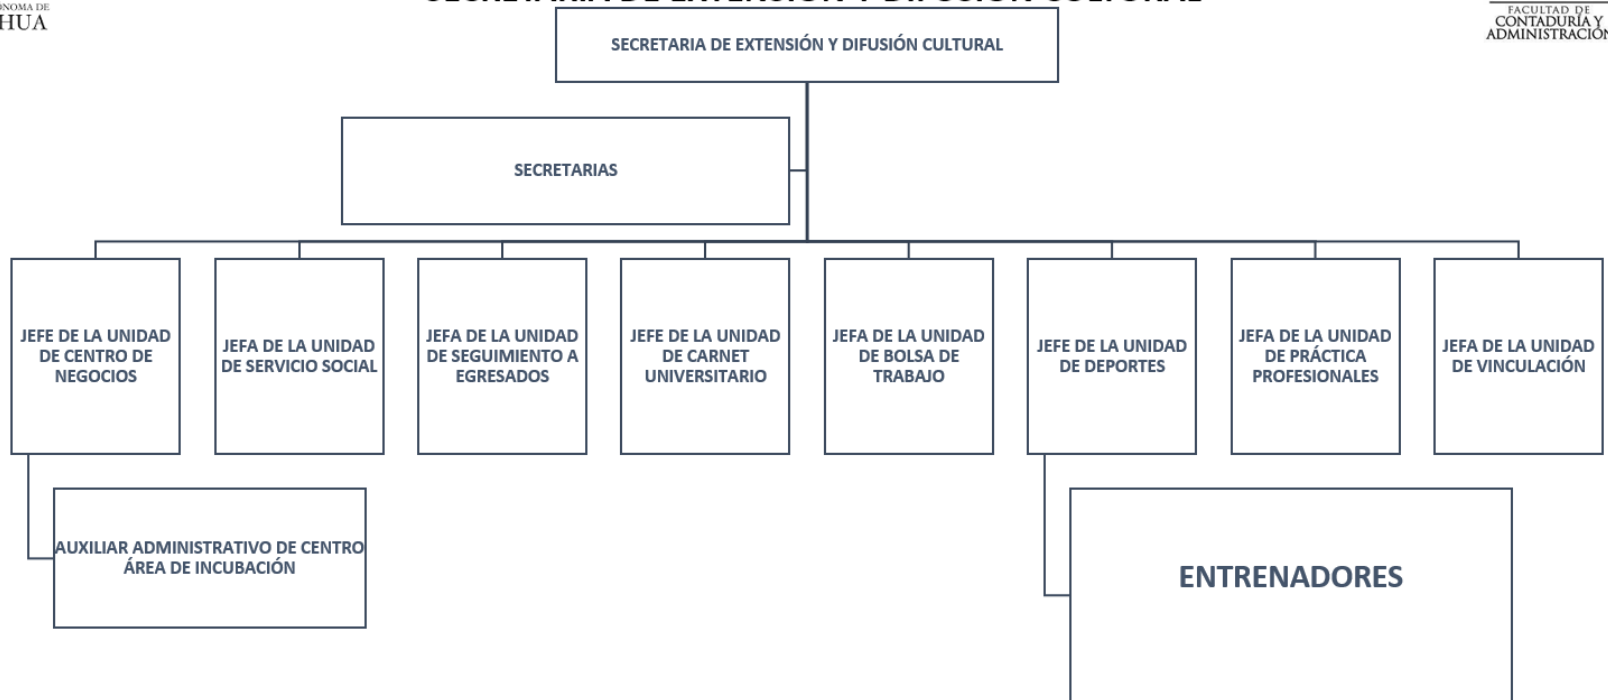 HUA
FACULTAD DE
CONTADURÍA Y
ADMINISTRACIÓN
SECRETARIA DE EXTENSIÓN Y DIFUSIÓN CULTURAL
SECRETARIAS
JEFE DE LA UNIDAD
DE CENTRO DE
NEGOCIOS
JEFA DE LA UNIDAD
DE SERVICIO SOCIAL
JEFA DE LA UNIDAD
DE SEGUIMIENTO A
EGRESADOS
JEFE DE LA UNIDAD
DE CARNET
UNIVERSITARIO
JEFA DE LA UNIDAD
DE BOLSA DE
TRABAJO
JEFE DE LA UNIDAD
DE DEPORTES
JEFA DE LA UNIDAD
DE PRÁCTICA
PROFESIONALES
JEFA DE LA UNIDAD
DE VINCULACIÓN
AUXILIAR ADMINISTRATIVO DE CENTRO
ÁREA DE INCUBACIÓN
ENTRENADORES